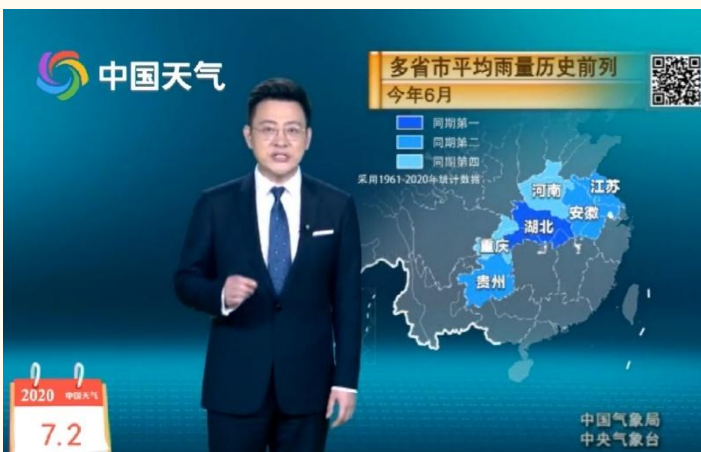 中国天气
多省市平均雨量历史前列
今年6月
同期第一
同期第二
同期第四
采用1961-2020年统计数据
河南
江苏
安徽
湖北
重庆
贵州
2020 中国天气
7.2
中国气象局
中央气象台